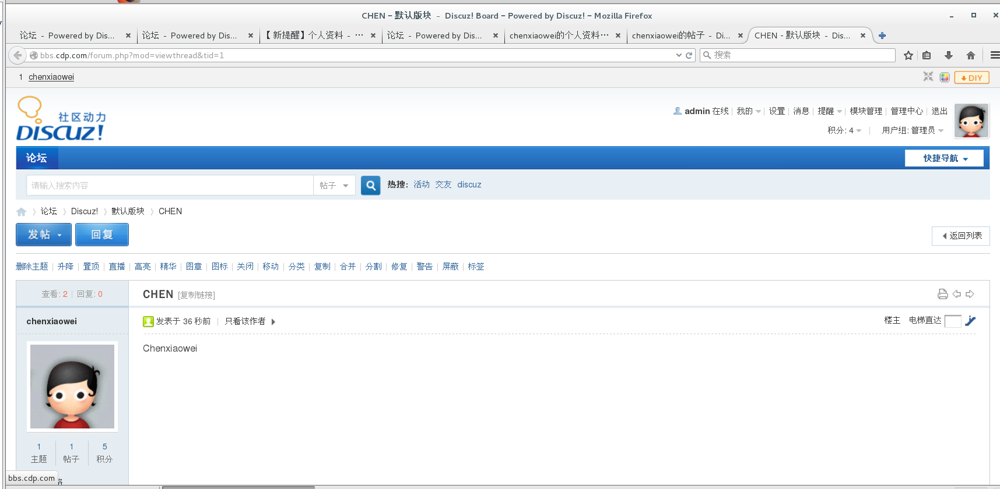 CHEN - 默认版块 - Discuz! Board - Powered by Discuz! - Mozilla Firefox
论坛 - Powered by Dis... 论坛 - Powered by Dis... 【新提醒】个人资料 - ... 论坛 - Powered by Dis... chenxiaowei的个人资料... chenxiaowei的帖子 - Di... CHEN - 默认版块 - Dis...
bbs.cdp.com/forum.php?mod=viewthread&tid=1 搜索
1 chenxiaowei DIY
社区动力
DISCUZ!
admin 在线 我的 设置 消息 提醒 模块管理 管理中心 退出
积分: 4 用户组: 管理员
论坛 快捷导航
请输入搜索内容 帖子 热搜: 活动 交友 discuz
论坛 Discuz! 默认版块 CHEN
发帖 回复 返回列表
删除主题 升降 置顶 直播 高亮 精华 图章 图标 关闭 移动 分类 复制 合并 分割 修复 警告 屏蔽 标签
查看: 2 回复: 0 CHEN [复制链接]
chenxiaowei 发表于 36 秒前 只看该作者 楼主 电梯直达
Chenxiaowei
1 1 5
主题 帖子 积分
bbs.cdp.com